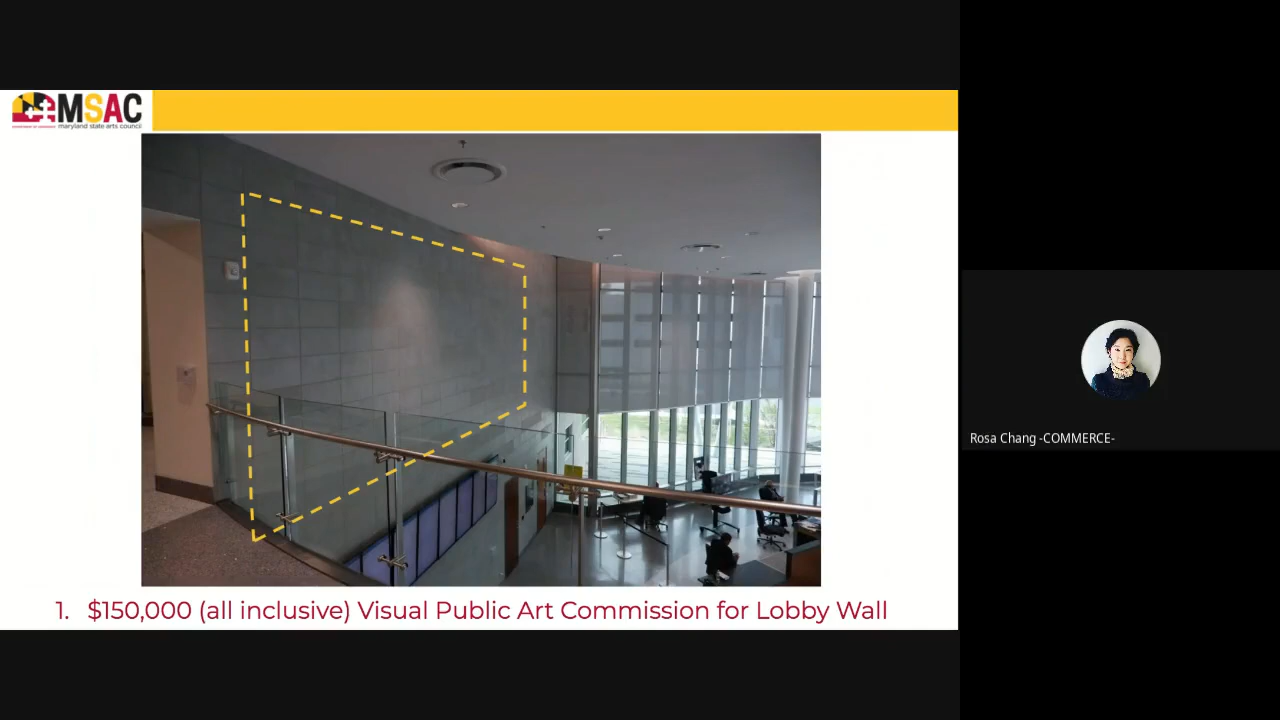 MSAC
maryland state arts council
1. $150,000 (all inclusive) Visual Public Art Commission for Lobby Wall
Rosa Chang -COMMERCE-